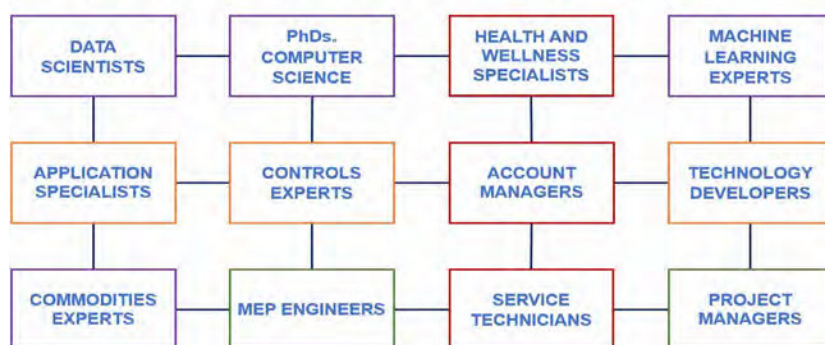 DATA
SCIENTISTS
PhDs.
COMPUTER
SCIENCE
HEALTH AND
WELLNESS
SPECIALISTS
MACHINE
LEARNING
EXPERTS
APPLICATION
SPECIALISTS
CONTROLS
EXPERTS
ACCOUNT
MANAGERS
TECHNOLOGY
DEVELOPERS
COMMODITIES
EXPERTS
MEP ENGINEERS
SERVICE
TECHNICIANS
PROJECT
MANAGERS